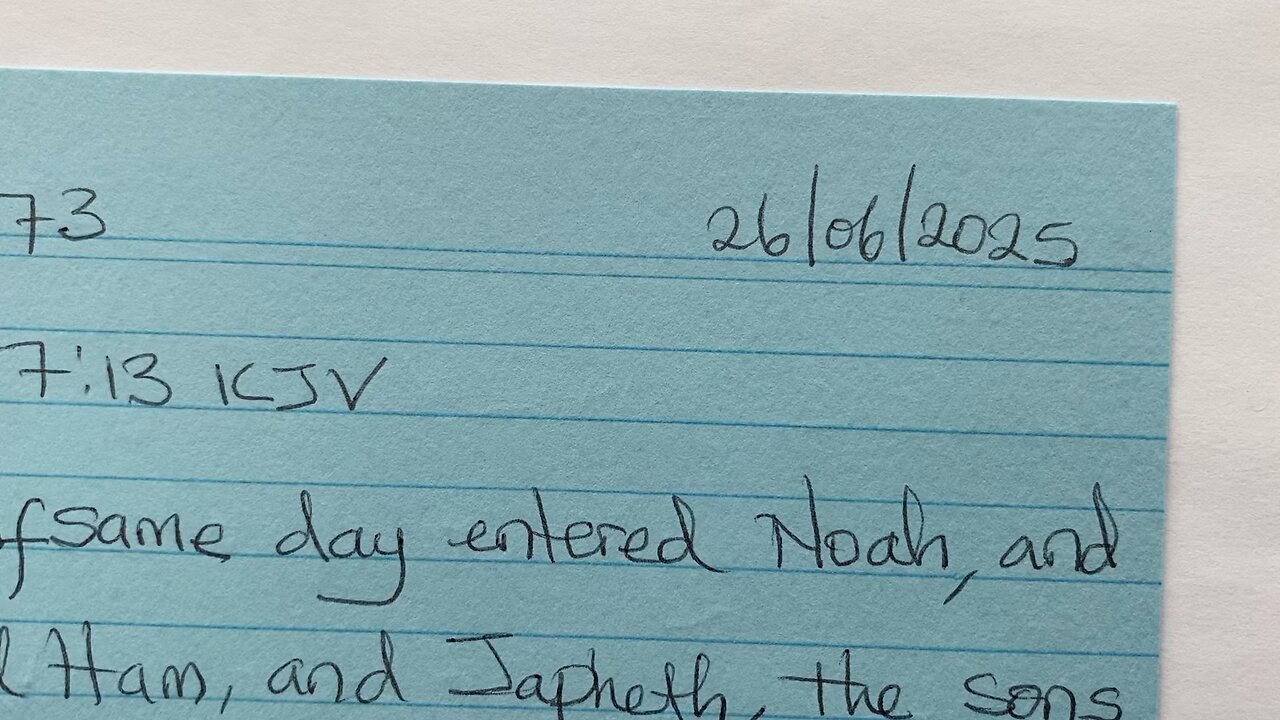 73 26/06/2025
7:13 KJV
fsame day entered Noah, and
Ham, and Japheth, the sons